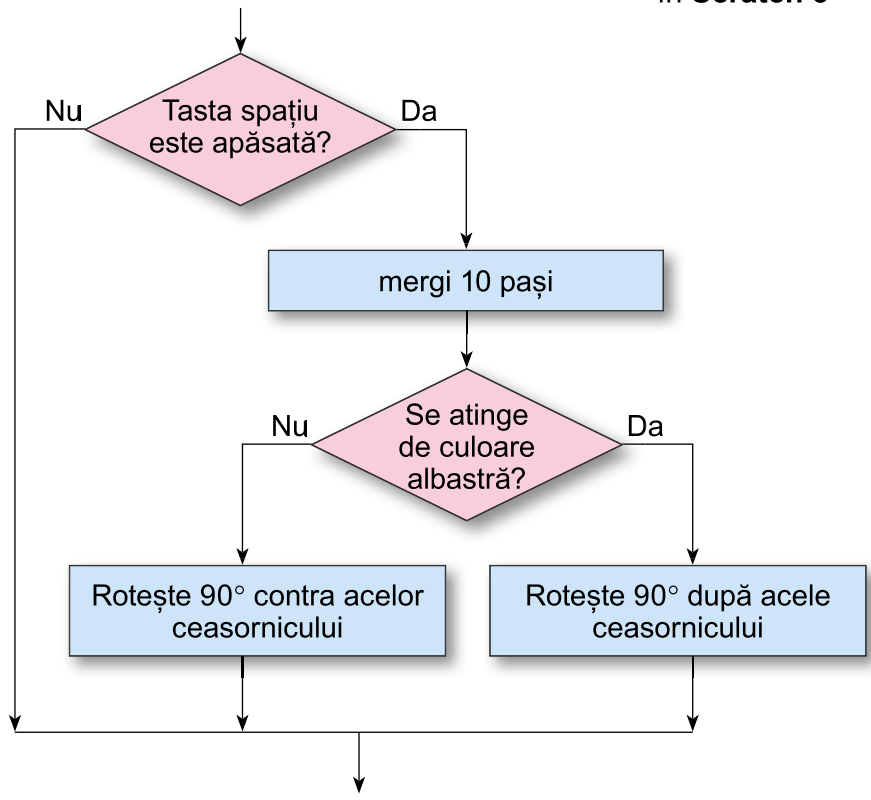 Nu
Tasta spațiu
este apăsată?
Da
mergi 10 pași
Nu
Se atinge
de culoare
albastră?
Da
Rotește 90° contra acelor
ceasornicului
Rotește 90° după acele
ceasornicului